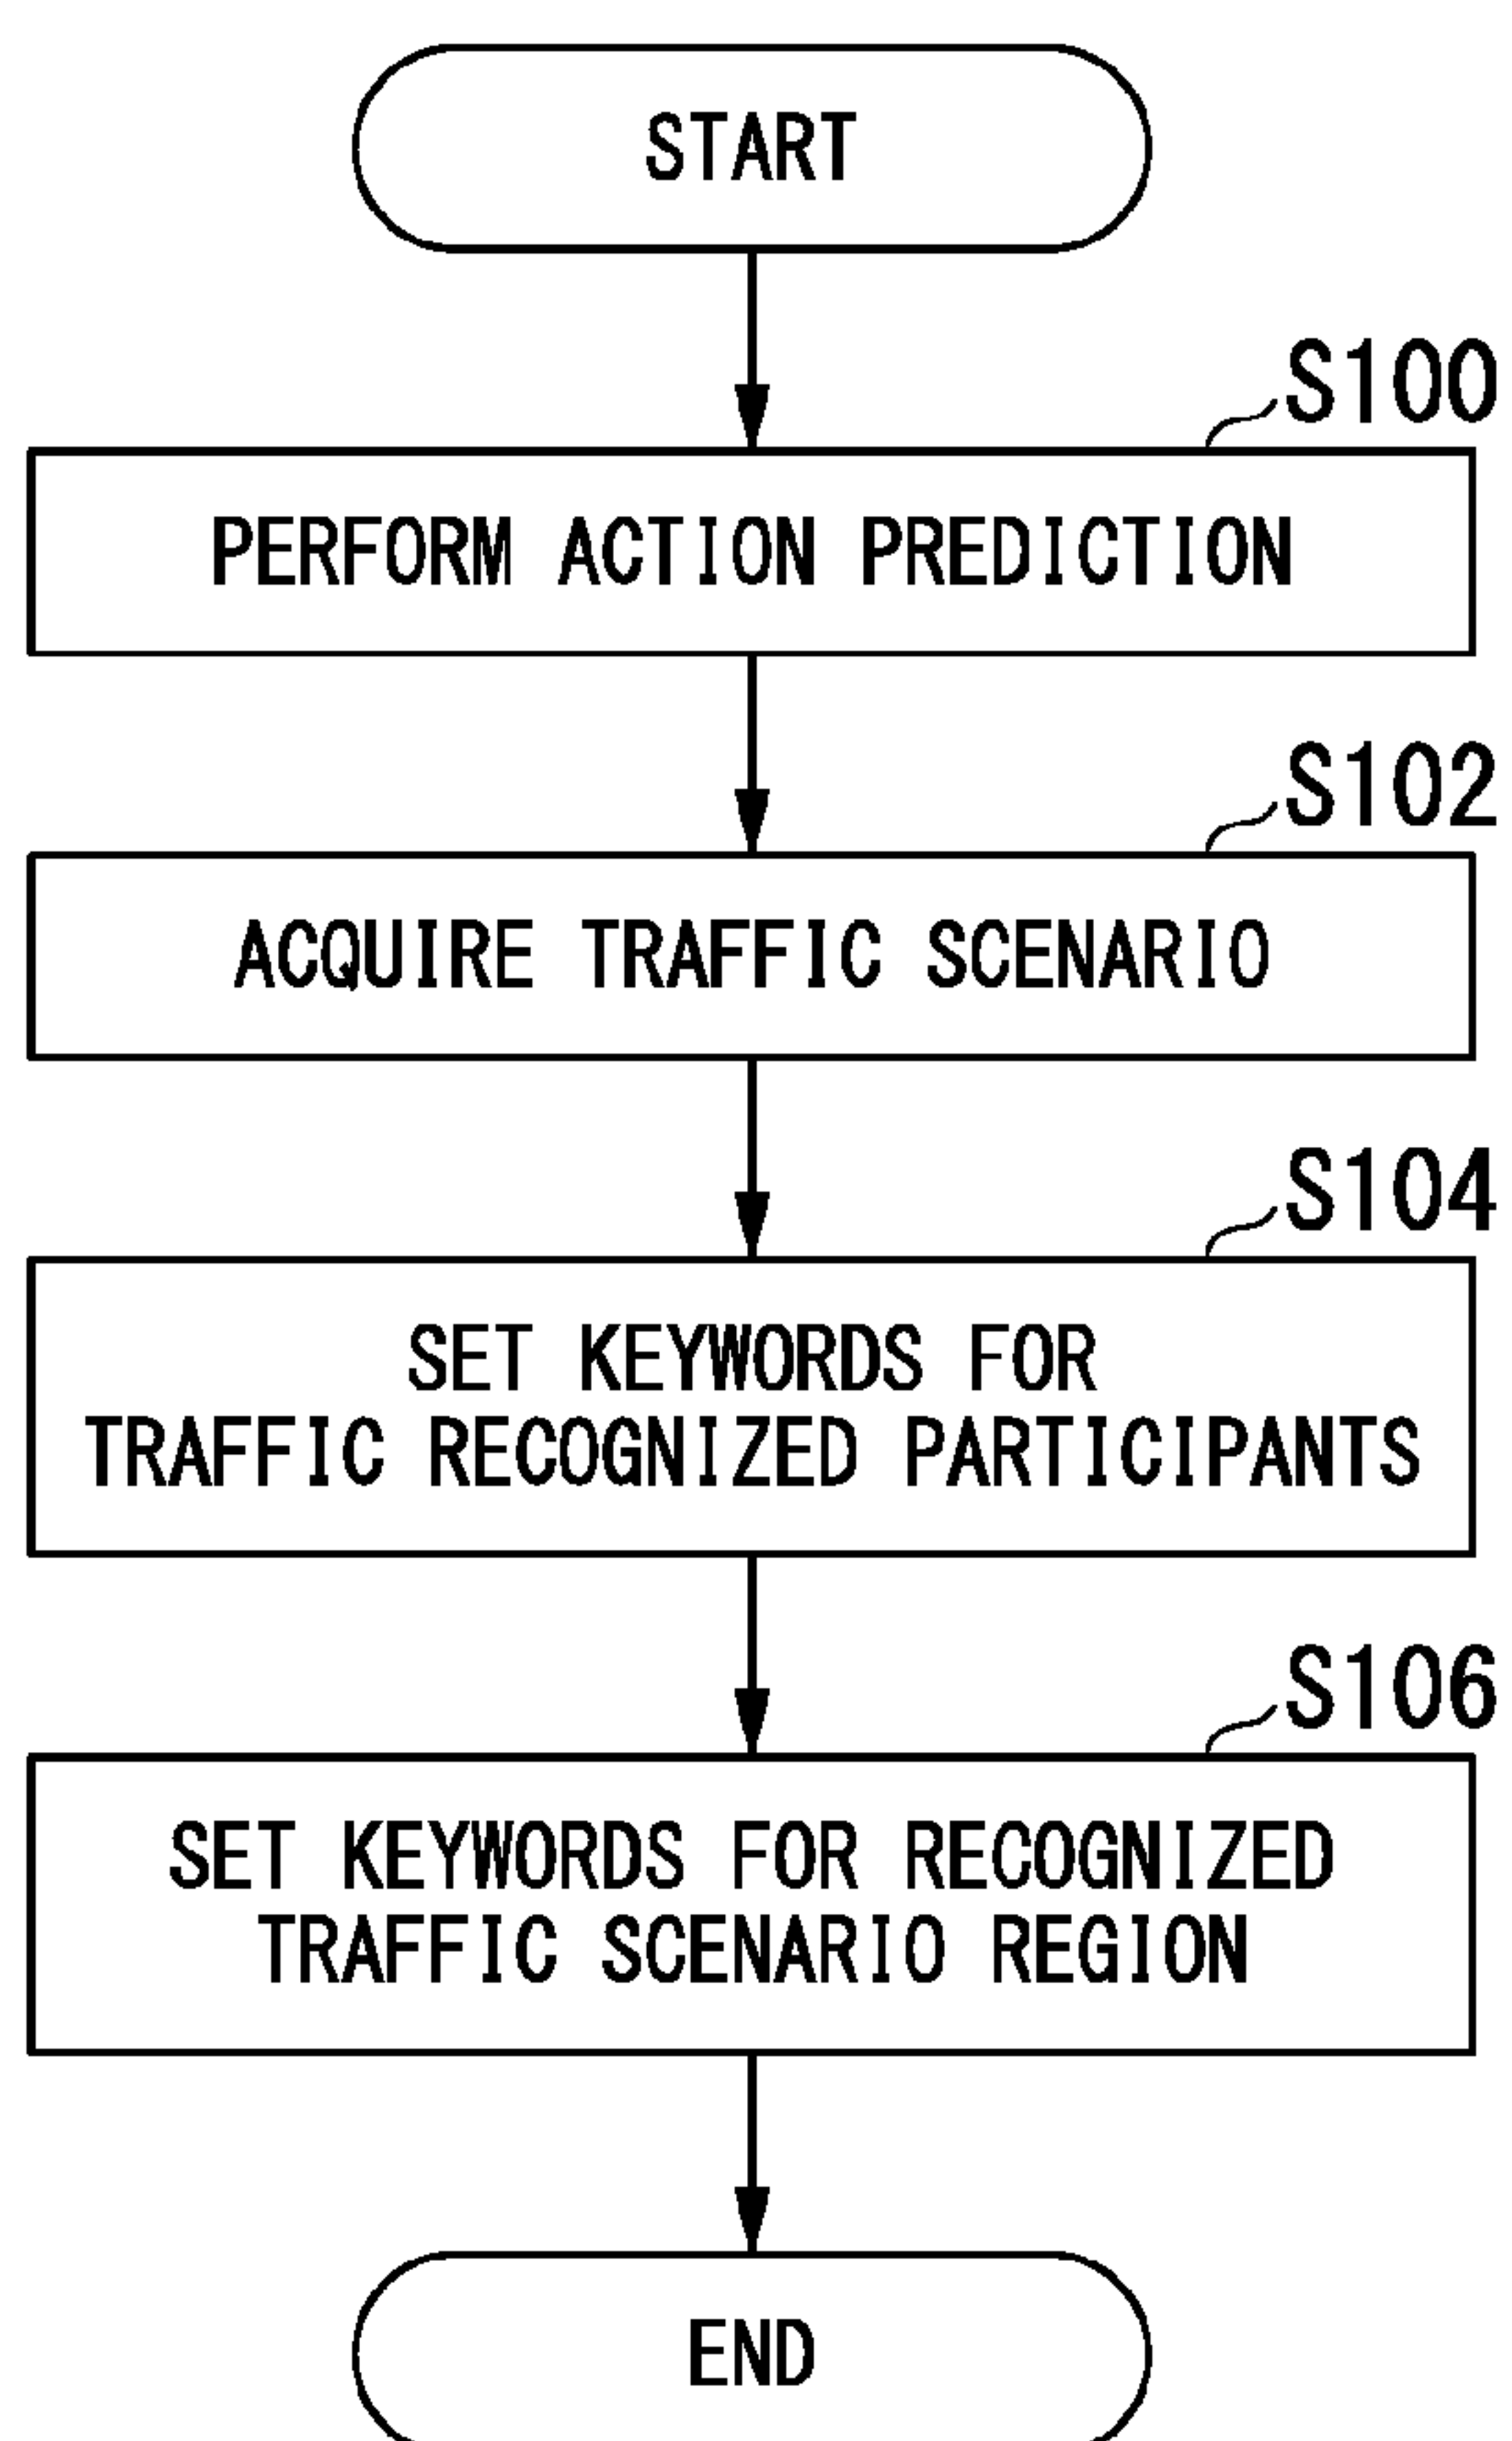 START
S100
PERFORM ACTION PREDICTION
S102
ACQUIRE TRAFFIC SCENARIO
S104
SET KEYWORDS FOR
TRAFFIC RECOGNIZED PARTICIPANTS
S106
SET KEYWORDS FOR RECOGNIZED
TRAFFIC SCENARIO REGION
END